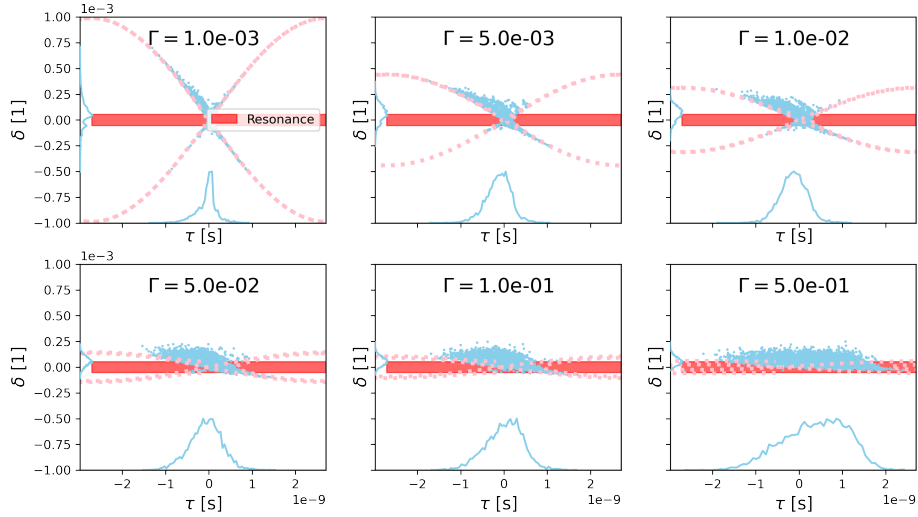 1e−3
Γ = 1.0e-03
Γ = 5.0e-03
Γ = 1.0e-02
1.00
0.75
0.50
0.25
0.00
−0.25
−0.50
−0.75
−1.00
δ [1]
δ [1]
δ [1]
Resonance
τ [s]
τ [s]
τ [s]
1e−3
Γ = 5.0e-02
Γ = 1.0e-01
Γ = 5.0e-01
1.00
0.75
0.50
0.25
0.00
−0.25
−0.50
−0.75
−1.00
δ [1]
δ [1]
δ [1]
−2 −1 0 1 2
−2 −1 0 1 2
−2 −1 0 1 2
τ [s]
1e−9
τ [s]
1e−9
τ [s]
1e−9